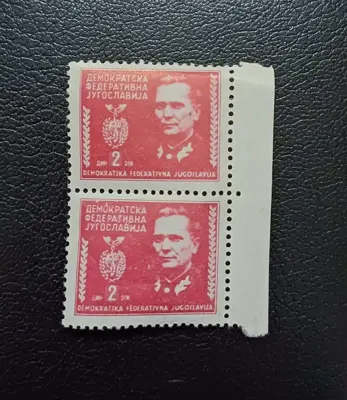 ДЕМОКРАТСКА
ФЕДЕРАТИВНА
ЈУГОСЛАВИЈА
ДИН 2 DIN
DEMOKRATSKA FEDERATIVNA JUGOSLAVIJA
ДЕМОКРАТСКА
ФЕДЕРАТИВНА
ЈУГОСЛАВИЈА
ДИН 2 DIN
DEMOKRATSKA FEDERATIVNA JUGOSLAVIJA